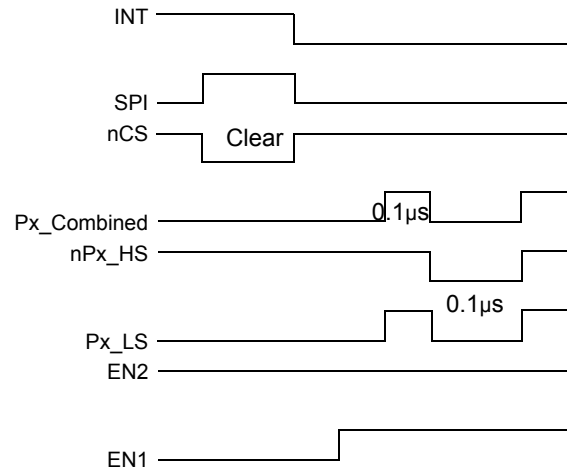 INT
SPI
nCS
Clear
Px_Combined
0.1µs
nPx_HS
0.1µs
Px_LS
EN2
EN1